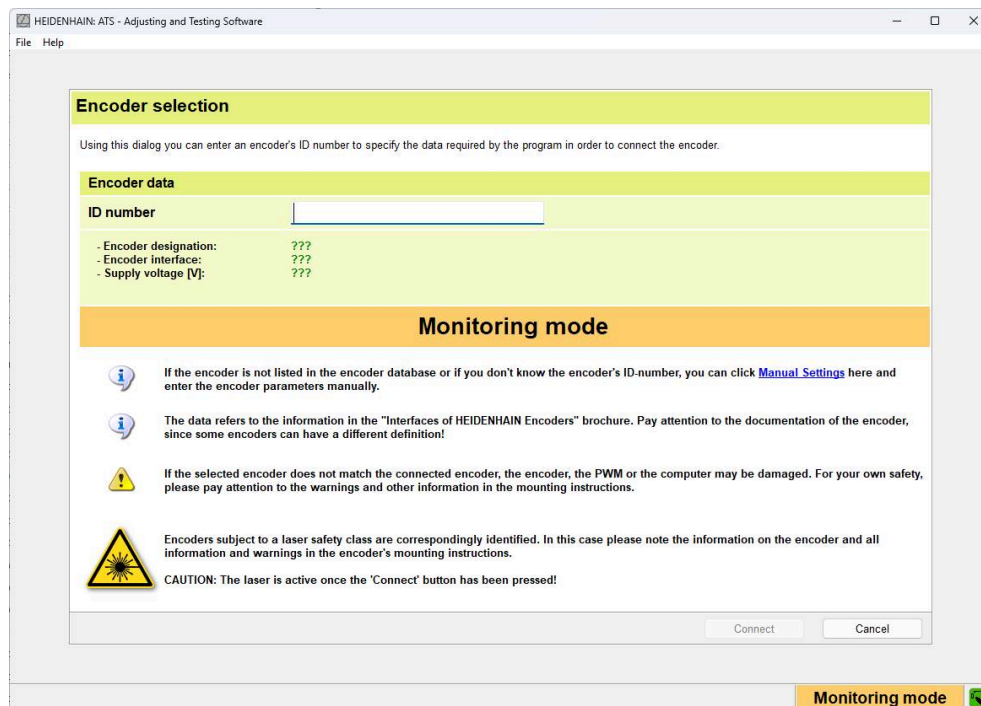 HEIDENHAIN: ATS - Adjusting and Testing Software
File Help
Encoder selection
Using this dialog you can enter an encoder's ID number to specify the data required by the program in order to connect the encoder.
Encoder data
ID number
- Encoder designation: ???
- Encoder interface: ???
- Supply voltage [V]: ???
Monitoring mode
If the encoder is not listed in the encoder database or if you don't know the encoder's ID-number, you can click Manual Settings here and
enter the encoder parameters manually.
The data refers to the information in the "Interfaces of HEIDENHAIN Encoders" brochure. Pay attention to the documentation of the encoder,
since some encoders can have a different definition!
If the selected encoder does not match the connected encoder, the encoder, the PWM or the computer may be damaged. For your own safety,
please pay attention to the warnings and other information in the mounting instructions.
Encoders subject to a laser safety class are correspondingly identified. In this case please note the information on the encoder and all
information and warnings in the encoder's mounting instructions.
CAUTION: The laser is active once the 'Connect' button has been pressed!
Connect Cancel
Monitoring mode